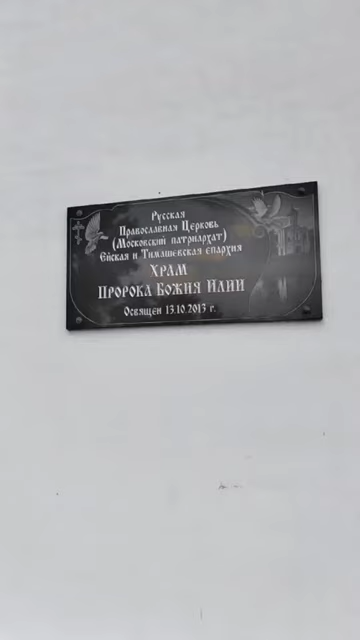 Русская
Православная Церковь
(Московский патриархат)
Ейская и Тимашевская епархия
ХРАМ
ПРОРОКА БОЖИЯ ИЛИИ
Освящен 13.10.2013 г.